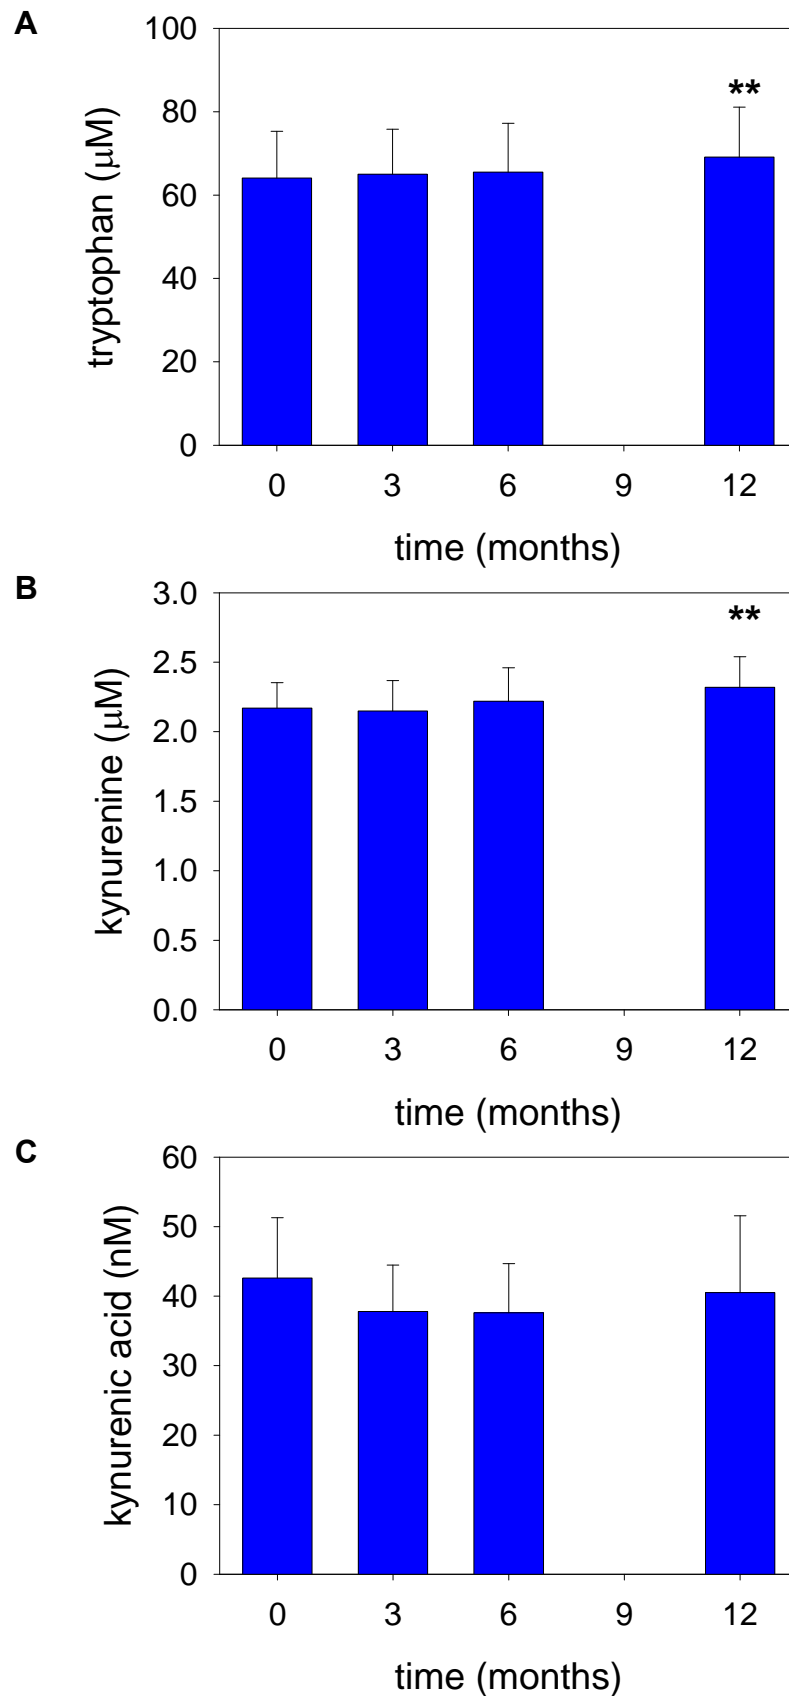 A
tryptophan (μM)
100
80
60
40
20
0
**
0 3 6 9 12
time (months)
B
kynurenine (μM)
3.0
2.5
2.0
1.5
1.0
0.5
0.0
**
0 3 6 9 12
time (months)
C
kynurenic acid (nM)
60
50
40
30
20
10
0
0 3 6 9 12
time (months)